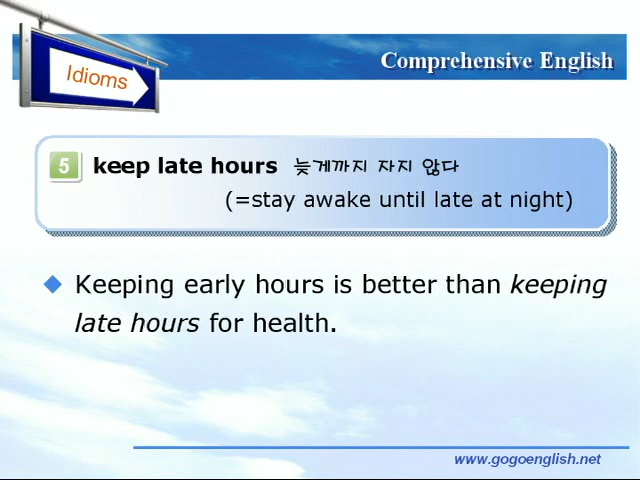 Idioms
Comprehensive English
5 keep late hours 늦게까지 자지 않다
(=stay awake until late at night)
Keeping early hours is better than keeping
late hours for health.
www.gogoenglish.net